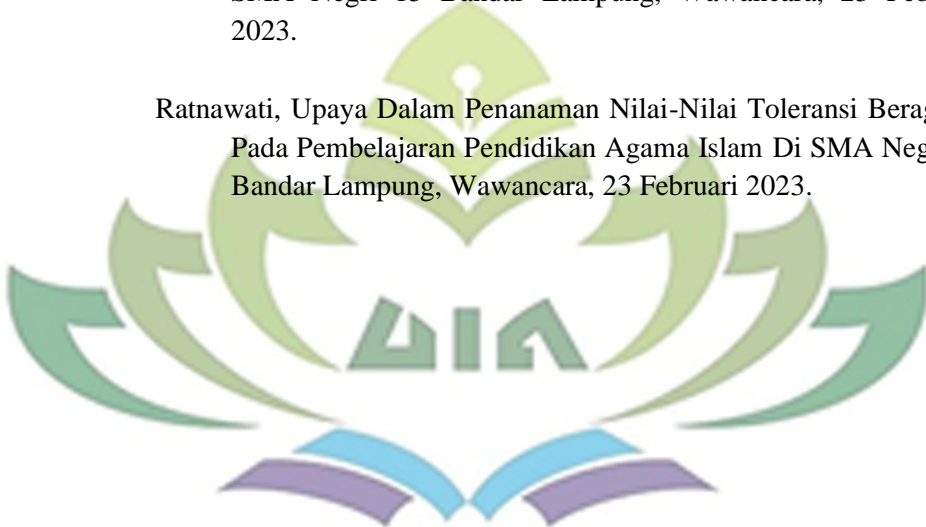 2023.
Ratnawati, Upaya Dalam Penanaman Nilai-Nilai Toleransi Berag
Pada Pembelajaran Pendidikan Agama Islam Di SMA Neg
Bandar Lampung, Wawancara, 23 Februari 2023.
UIN